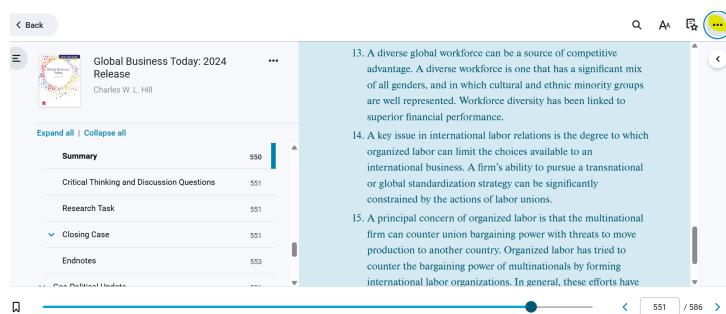 Back
AA
Global Business Today: 2024
Release
Charles W. L. Hill
Expand all | Collapse all
Summary 550
Critical Thinking and Discussion Questions 551
Research Task 551
Closing Case 551
Endnotes 553
13. A diverse global workforce can be a source of competitive
advantage. A diverse workforce is one that has a significant mix
of all genders, and in which cultural and ethnic minority groups
are well represented. Workforce diversity has been linked to
superior financial performance.
14. A key issue in international labor relations is the degree to which
organized labor can limit the choices available to an
international business. A firm's ability to pursue a transnational
or global standardization strategy can be significantly
constrained by the actions of labor unions.
15. A principal concern of organized labor is that the multinational
firm can counter union bargaining power with threats to move
production to another country. Organized labor has tried to
counter the bargaining power of multinationals by forming
international labor organizations. In general, these efforts have
551 / 586